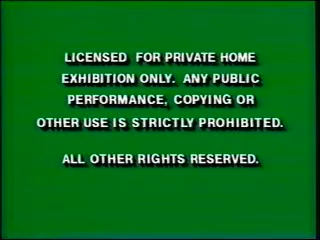 LICENSED FOR PRIVATE HOME
EXHIBITION ONLY. ANY PUBLIC
PERFORMANCE, COPYING OR
OTHER USE IS STRICTLY PROHIBITED.
ALL OTHER RIGHTS RESERVED.